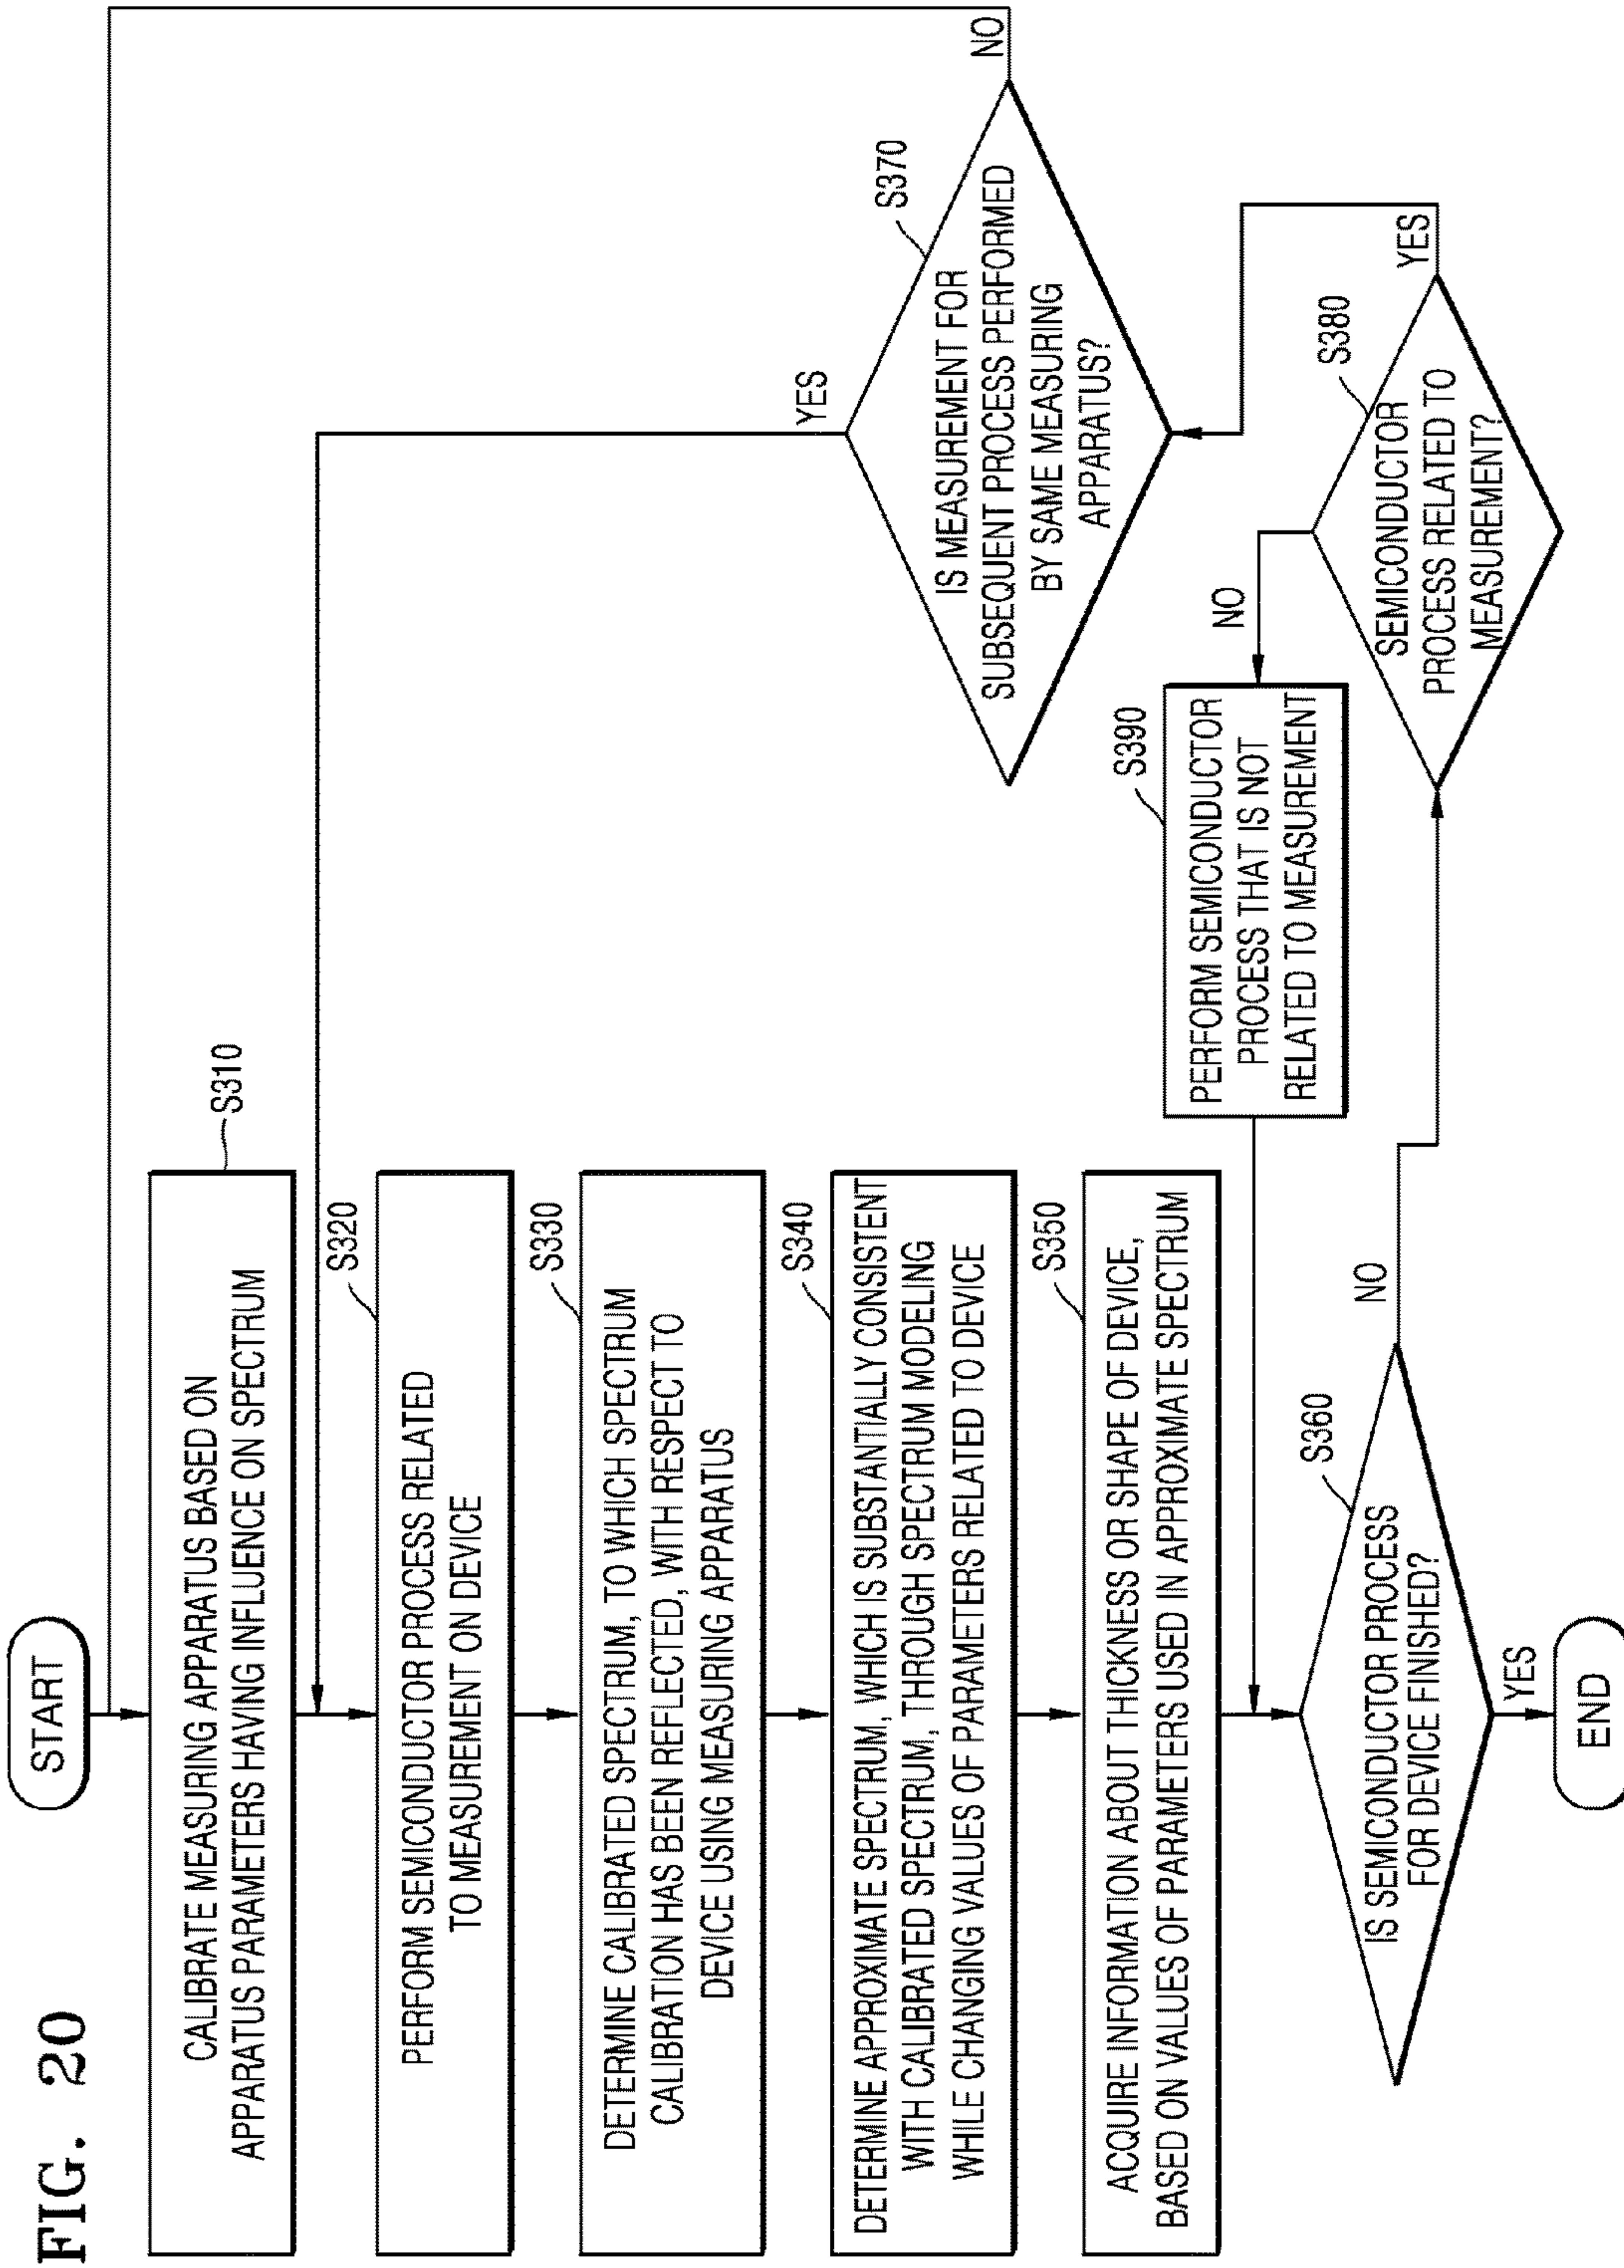 FIG. 20
START
S310
CALIBRATE MEASURING APPARATUS BASED ON
APPARATUS PARAMETERS HAVING INFLUENCE ON SPECTRUM
S320
PERFORM SEMICONDUCTOR PROCESS RELATED
TO MEASUREMENT ON DEVICE
S330
DETERMINE CALIBRATED SPECTRUM, TO WHICH SPECTRUM
CALIBRATION HAS BEEN REFLECTED, WITH RESPECT TO
DEVICE USING MEASURING APPARATUS
S340
DETERMINE APPROXIMATE SPECTRUM, WHICH IS SUBSTANTIALLY CONSISTENT
WITH CALIBRATED SPECTRUM, THROUGH SPECTRUM MODELING
WHILE CHANGING VALUES OF PARAMETERS RELATED TO DEVICE
S350
ACQUIRE INFORMATION ABOUT THICKNESS OR SHAPE OF DEVICE,
BASED ON VALUES OF PARAMETERS USED IN APPROXIMATE SPECTRUM
S360
IS SEMICONDUCTOR PROCESS
FOR DEVICE FINISHED?
NO
YES
END
S370
IS MEASUREMENT FOR
SUBSEQUENT PROCESS PERFORMED
BY SAME MEASURING
APPARATUS?
YES
NO
S380
SEMICONDUCTOR
PROCESS RELATED TO
MEASUREMENT?
NO
YES
S390
PERFORM SEMICONDUCTOR
PROCESS THAT IS NOT
RELATED TO MEASUREMENT